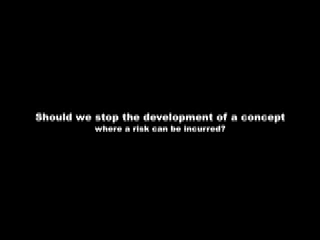 Should we stop the development of a concept
where a risk can be incurred?